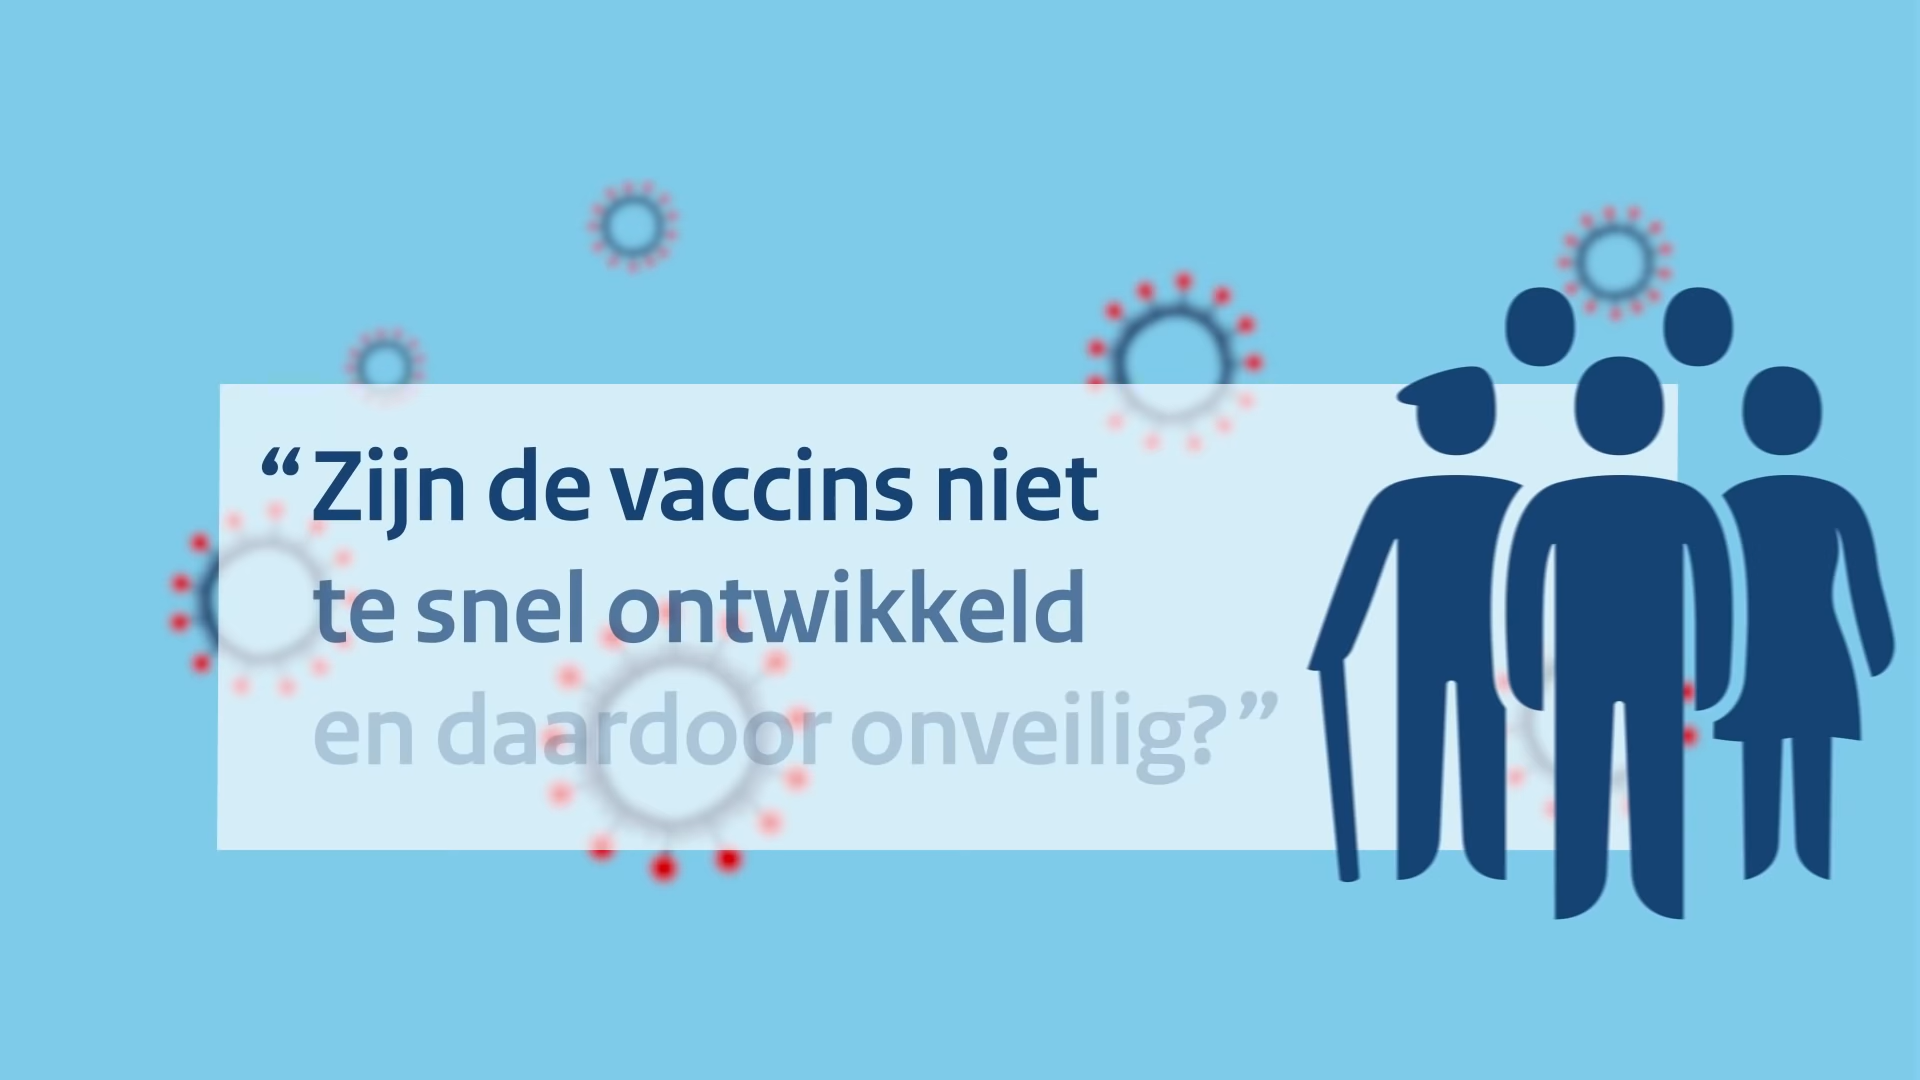 “Zijn de vaccins niet
te snel ontwikkeld
en daardoor onveilig?”